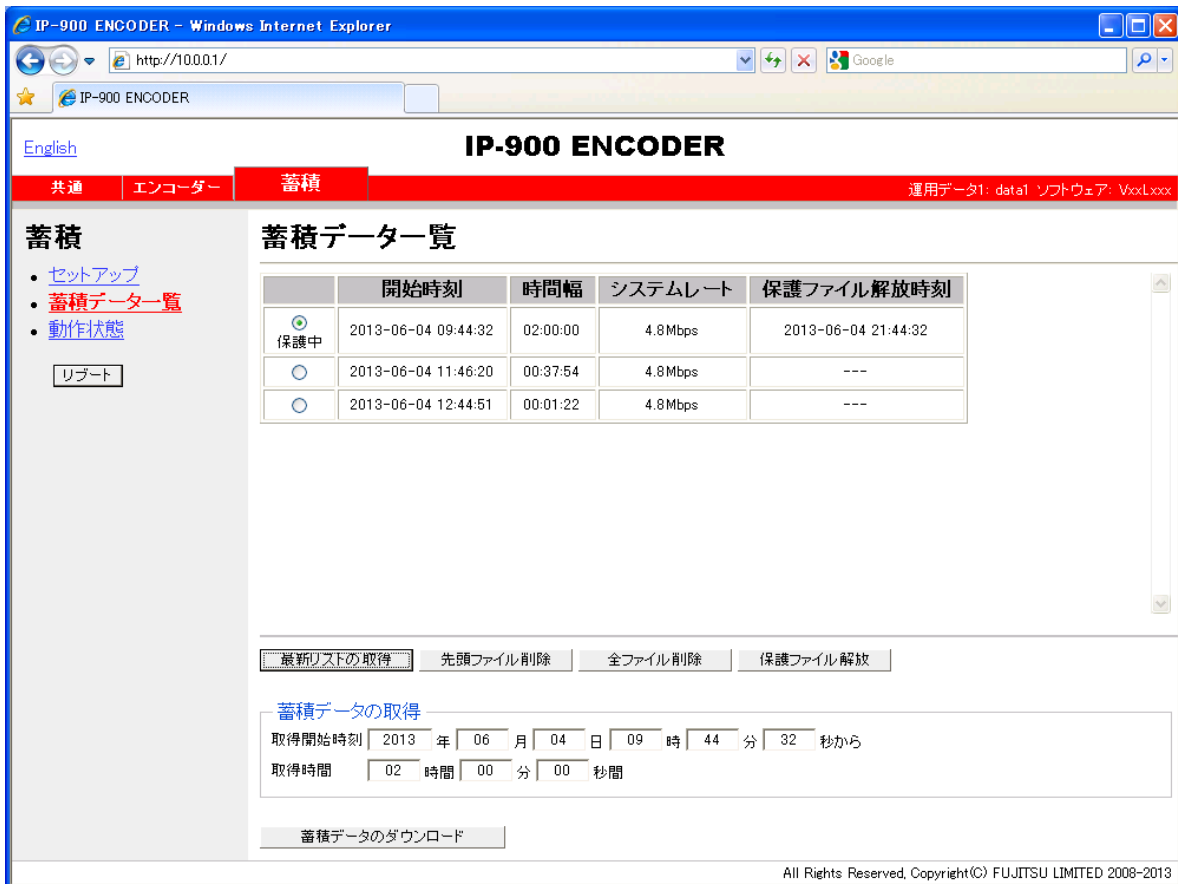 IP-900 ENCODER - Windows Internet Explorer
http://10.0.0.1/
Google
IP-900 ENCODER
English
IP-900 ENCODER
共通 エンコーダー 蓄積 運用データ1: data1 ソフトウェア: VxxLxxx
蓄積
セットアップ
蓄積データ一覧
動作状態
リブート
蓄積データ一覧
開始時刻 時間幅 システムレート 保護ファイル解放時刻
保護中 2013-06-04 09:44:32 02:00:00 4.8Mbps 2013-06-04 21:44:32
2013-06-04 11:46:20 00:37:54 4.8Mbps ---
2013-06-04 12:44:51 00:01:22 4.8Mbps ---
最新リストの取得 先頭ファイル削除 全ファイル削除 保護ファイル解放
蓄積データの取得
取得開始時刻 2013 年 06 月 04 日 09 時 44 分 32 秒から
取得時間 02 時間 00 分 00 秒間
蓄積データのダウンロード
All Rights Reserved, Copyright(C) FUJITSU LIMITED 2008-2013